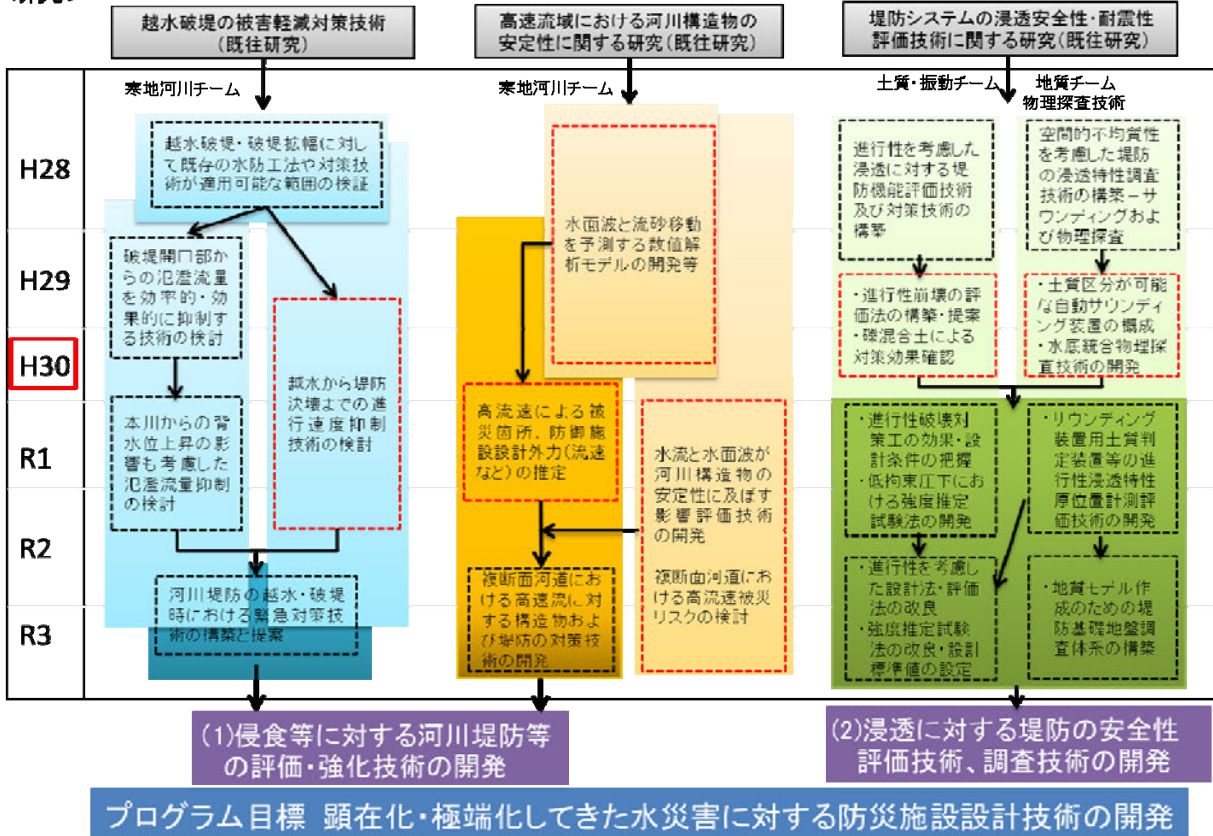 越水破堤の被害軽減対策技術
(既往研究)
高速流域における河川構造物の
安定性に関する研究(既往研究)
堤防システムの浸透安全性・耐震性
評価技術に関する研究(既往研究)
寒地河川チーム
寒地河川チーム
土質・振動チーム
地質チーム
物理探査技術
H28
H29
H30
R1
R2
R3
越水破堤・破堤拡幅に対し
て既存の水防工法や対策技
術が適用可能な範囲の検証
破堤開口部か
らの氾濫流量
を効率的・効
果的に抑制す
る技術の検討
越水から堤防
決壊までの進
行速度抑制
技術の検討
本川からの背
水位上昇の影
響も考慮した
氾濫流量抑制
の検討
河川堤防の越水・破堤
時における緊急対策技
術の構築と提案
水面波と流砂移動
を予測する数値解
析モデルの開発等
高流速による被
災箇所、防御施
設設計外力(流速
など)の推定
水流と水面波が
河川構造物の
安定性に及ぼす
影響評価技術
の開発
複断面河道にお
ける高流速被災
リスクの検討
複断面河道にお
ける高速流に対
する構造物およ
び堤防の対策技
術の開発
進行性を考慮した
浸透に対する堤
防機能評価技術
及び対策技術の
構築
空間的不均質性
を考慮した堤防
の浸透特性調査
技術の構築－サ
ウンディングおよ
び物理探査
・進行性崩壊の評
価法の構築・提案
・礫混合土による
対策効果確認
・土質区分が可能
な自動サウンディ
ング装置の概成
・水底統合物理探
査技術の開発
・進行性破壊対
策工の効果・設
計条件の把握
・低拘束圧下にお
ける強度推定
試験法の開発
・リウンディング
装置用土質判
定装置等の進
行性浸透特性
原位置計測評
価技術の開発
・進行性を考慮し
た設計法・評価
法の改良
・強度推定試験
法の改良・設計
標準値の設定
・地質モデル作
成のための堤
防基礎地盤調
査体系の構築
(1)侵食等に対する河川堤防等
の評価・強化技術の開発
(2)浸透に対する堤防の安全性
評価技術、調査技術の開発
プログラム目標 顕在化・極端化してきた水災害に対する防災施設設計技術の開発